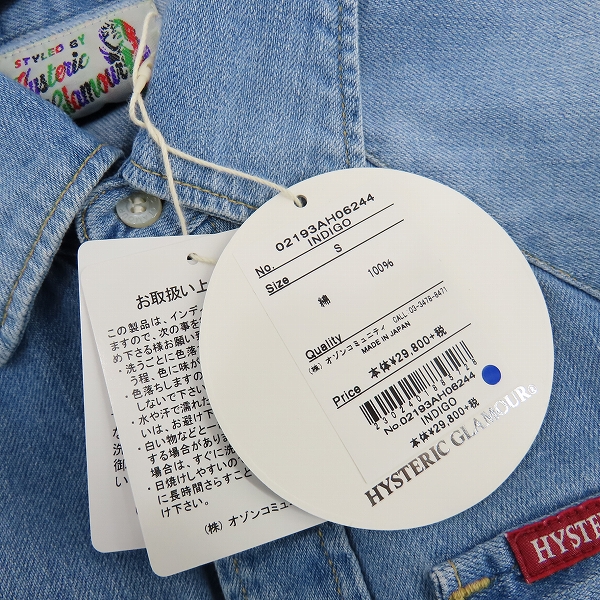 STYLED BY
Hysteric
Glamour
No. 02193AH06244
INDIGO
Size S
綿 100%
Quality
(株) オゾンコミュニティ CALL 03-3478-8471
MADE IN JAPAN
Price 本体¥29,800+税
No.02193AH06244
INDIGO
本体¥29,800+税
HYSTERIC GLAMOUR®
お取扱い上
この製品は、インディ
ますので、次の事を
め下さる様お願い
・洗うごとに色落
う程、色に味が
・色落ちしますの
しないで下さい
・水や汗で濡れた
いは、お避け下
・白い物などと
する場合があり
場合は、すぐに洗
・日焼けしやすいの
に長時間さらすこと
け下さい。
(株) オゾンコミュニ
HYSTE